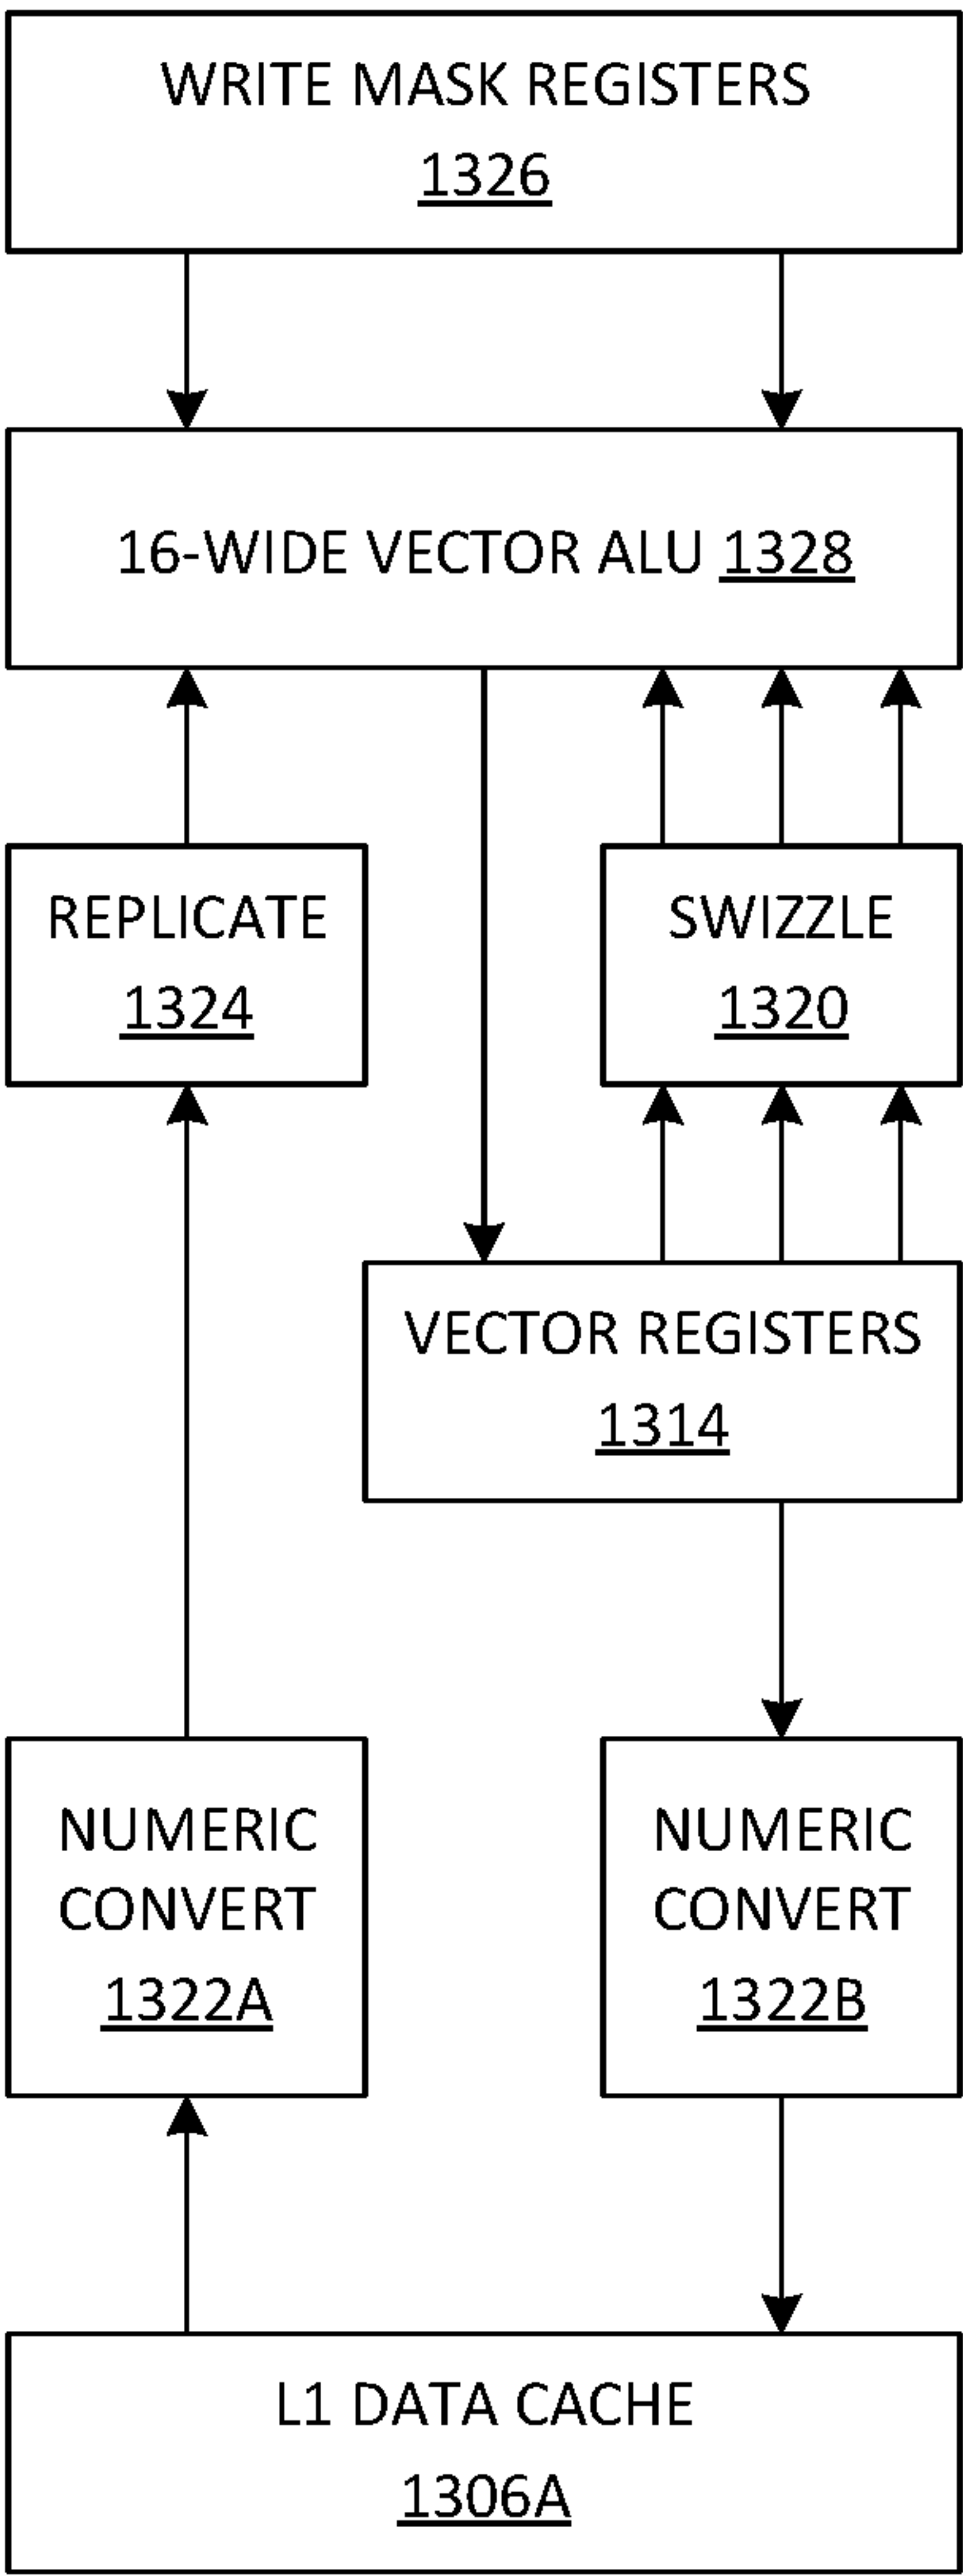 WRITE MASK REGISTERS
1326
16-WIDE VECTOR ALU 1328
REPLICATE
1324
SWIZZLE
1320
VECTOR REGISTERS
1314
NUMERIC
CONVERT
1322A
NUMERIC
CONVERT
1322B
L1 DATA CACHE
1306A